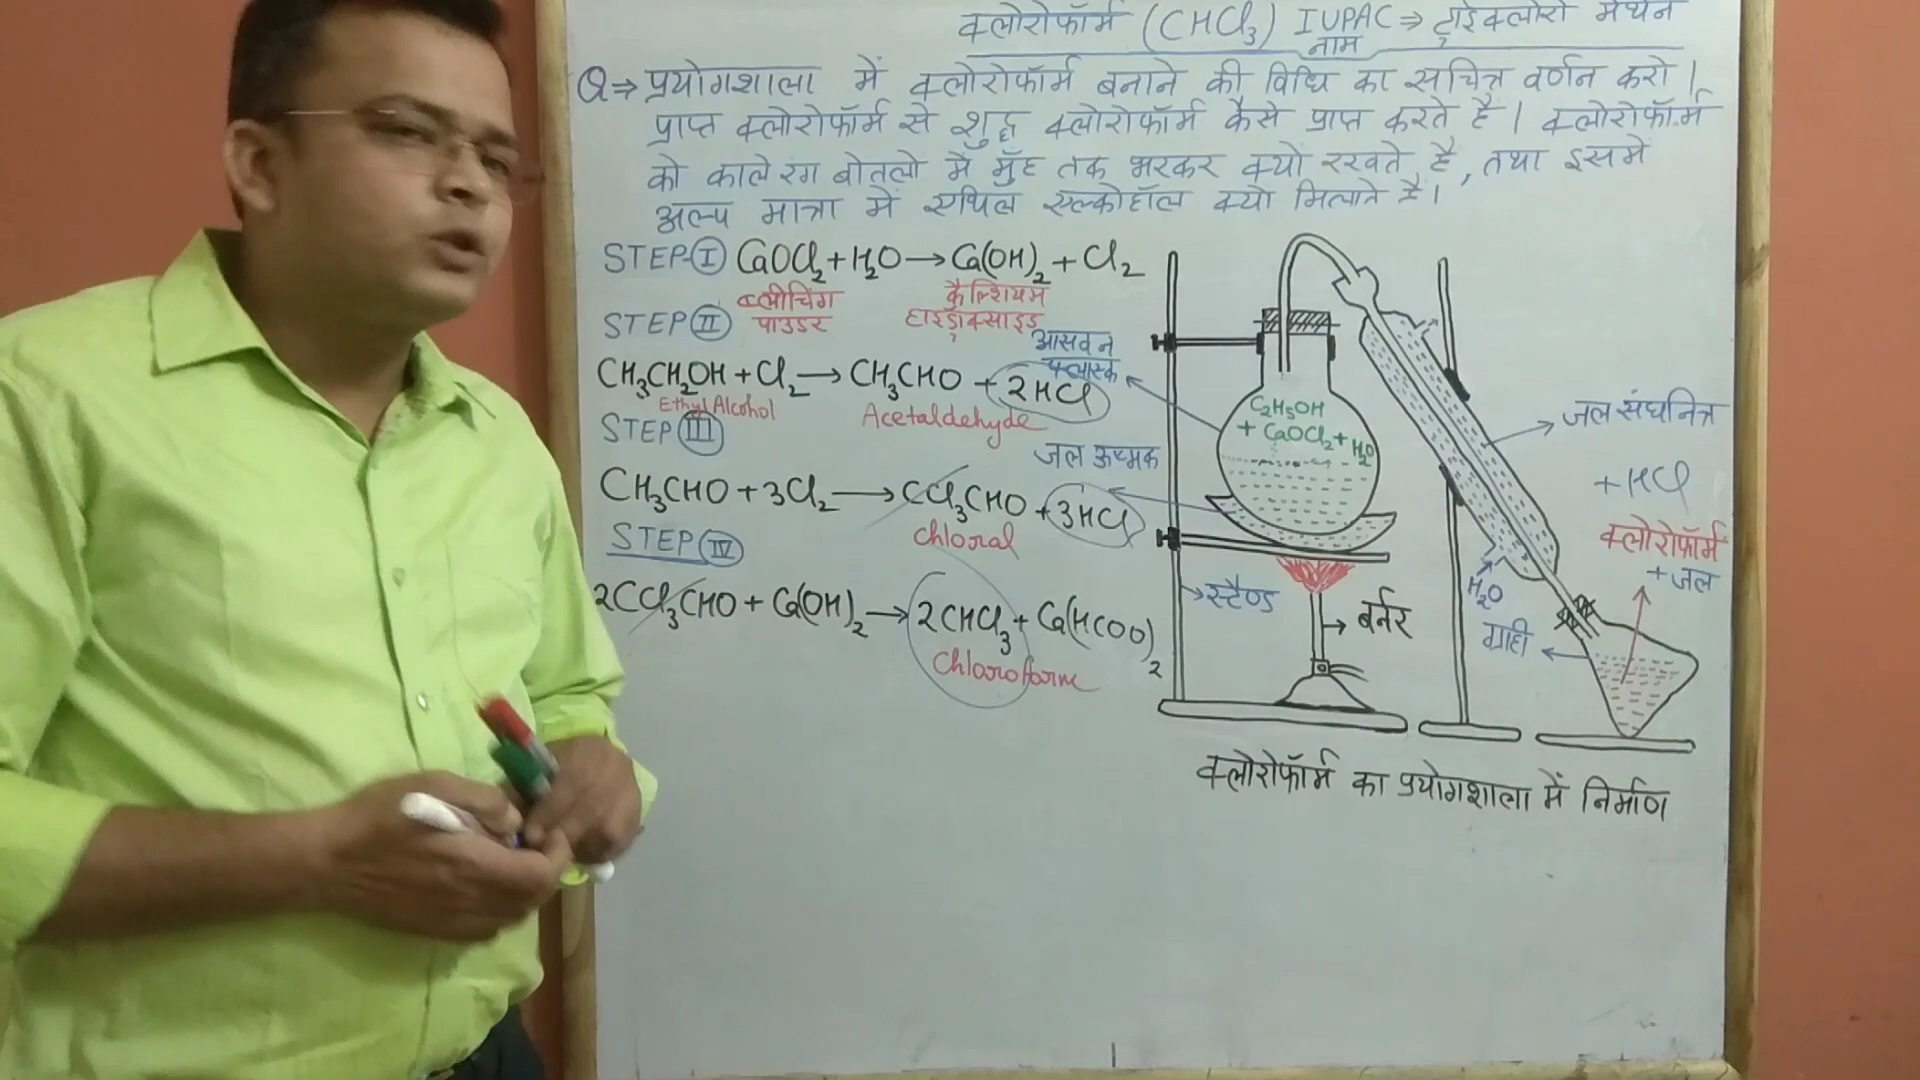 क्लोरोफॉर्म (CHCl₃) IUPAC⇒ ट्राईक्लोरो मेथेन
नाम
Q⇒ प्रयोगशाला में क्लोरोफॉर्म बनाने की विधि का सचित्र वर्णन करो।
प्राप्त क्लोरोफॉर्म से शुद्ध क्लोरोफॉर्म कैसे प्राप्त करते है। क्लोरोफॉर्म
को काले रंग बोतलो में मुँह तक भरकर क्यों रखते है, तथा इसमें
अल्प मात्रा में एथिल एल्कोहॉल क्यो मिलाते है।
STEP I CaOCl₂ + H₂O → Ca(OH)₂ + Cl₂
ब्लीचिंग पाउडर
कैल्शियम हाइड्रॉक्साइड
STEP II
CH₃CH₂OH + Cl₂ → CH₃CHO + 2HCl
Ethyl Alcohol
Acetaldehyde
STEP III
CH₃CHO + 3Cl₂ → CCl₃CHO + 3HCl
Chloral
STEP IV
2CCl₃CHO + Ca(OH)₂ → 2CHCl₃ + Ca(HCOO)₂
Chloroform
आसवन
फ्लास्क
C₂H₅OH
+ CaOCl₂ + H₂O
जल ऊष्मक
जल संघनित्र
+ HCl
क्लोरोफॉर्म
+ जल
H₂O
ग्राही
स्टैण्ड
बर्नर
क्लोरोफॉर्म का प्रयोगशाला में निर्माण